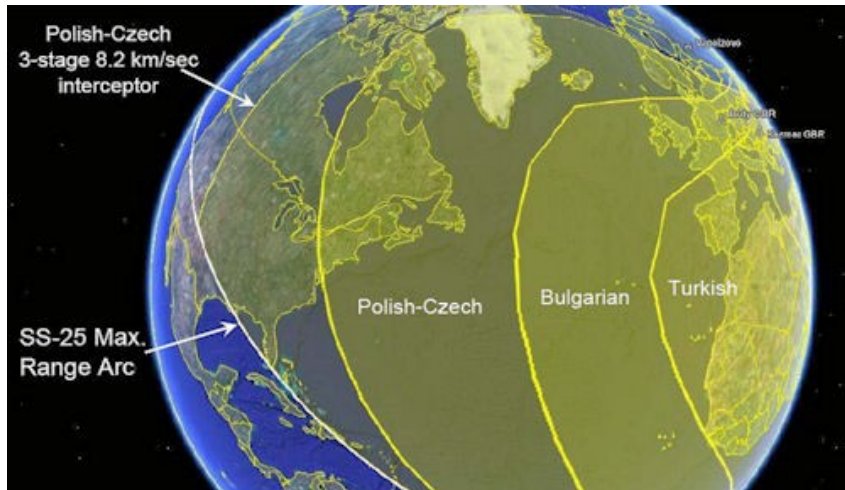 Polish-Czech
3-stage 8.2 km/sec
interceptor
Polish-Czech
Bulgarian
Turkish
SS-25 Max.
Range Arc